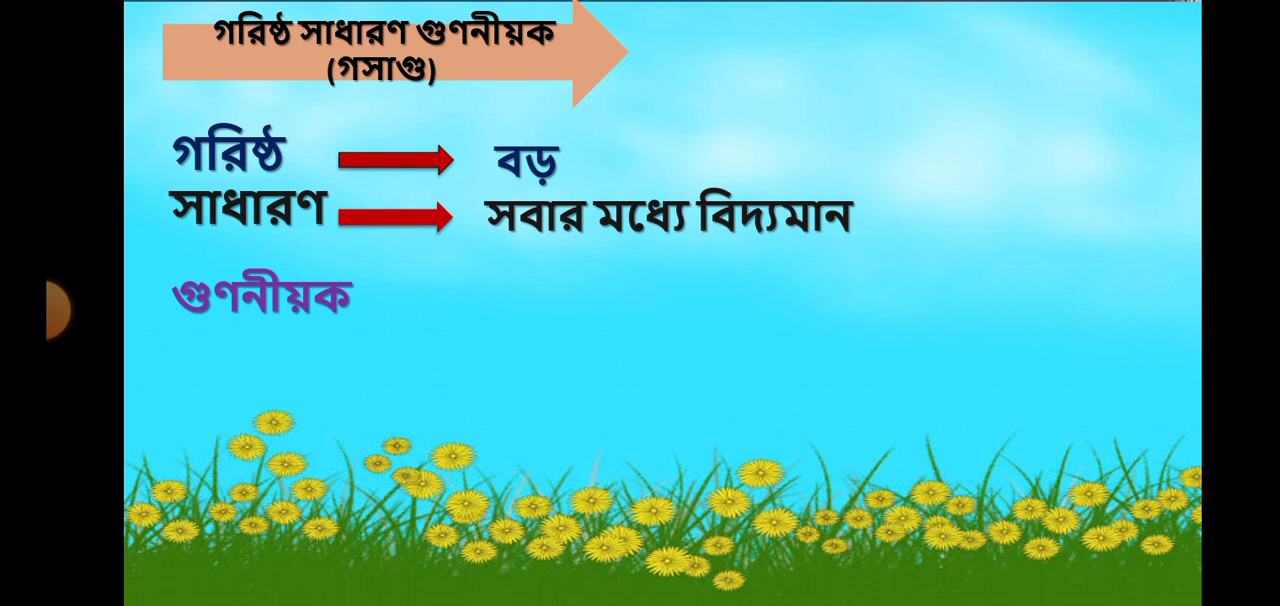 গরিষ্ঠ সাধারণ গুণনীয়ক
(গসাগু)
গরিষ্ঠ বড়
সাধারণ সবার মধ্যে বিদ্যমান
গুণনীয়ক